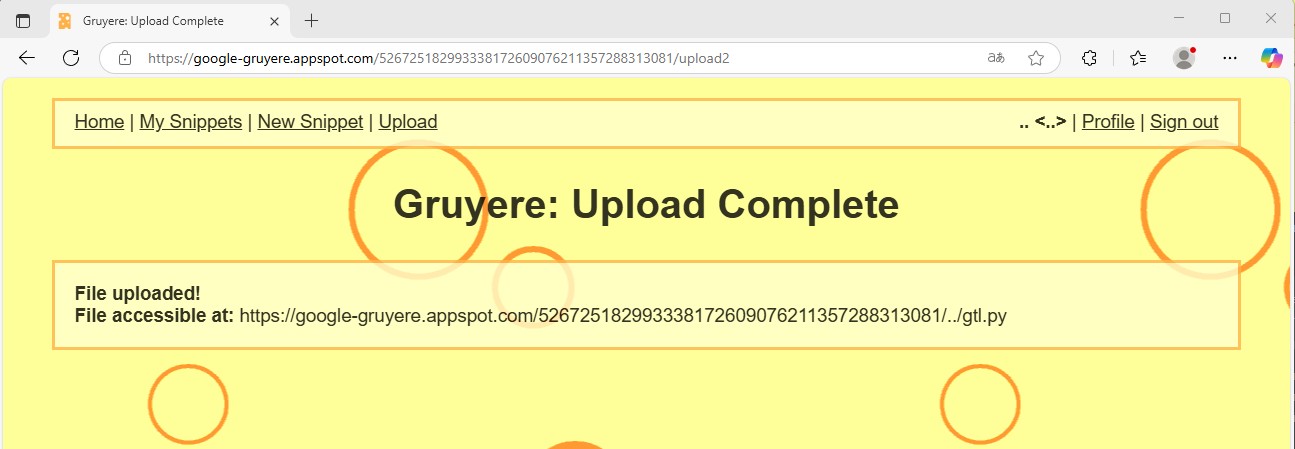 Gruyere: Upload Complete
https://google-gruyere.appspot.com/526725182993338172609076211357288313081/upload2
Home | My Snippets | New Snippet | Upload
.. <..> | Profile | Sign out
Gruyere: Upload Complete
File uploaded!
File accessible at: https://google-gruyere.appspot.com/526725182993338172609076211357288313081/../gtl.py